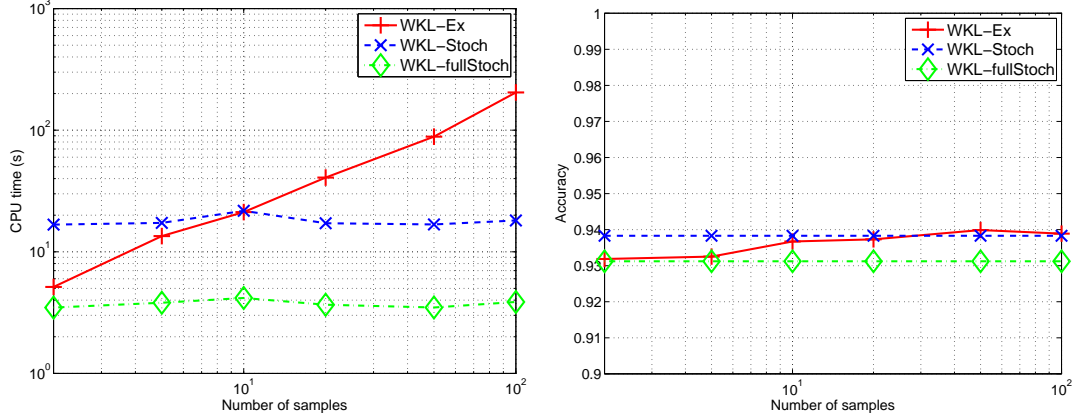 10^3
10^2
10^1
10^0
CPU time (s)
WKL−Ex
WKL−Stoch
WKL−fullStoch
10^1
10^2
Number of samples
1
0.99
0.98
0.97
0.96
0.95
0.94
0.93
0.92
0.91
0.9
Accuracy
WKL−Ex
WKL−Stoch
WKL−fullStoch
10^1
10^2
Number of samples